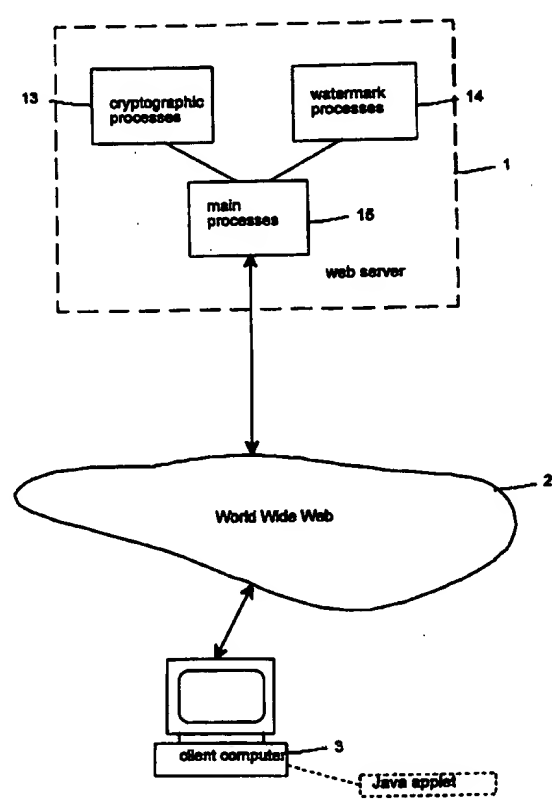 13
cryptographic
processes
watermark
processes
14
1
main
processes
15
web server
2
World Wide Web
client computer
3
Java applet